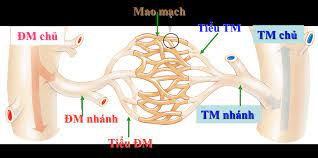 Mao mạch
Tiểu TM
ĐM chủ
TM chủ
ĐM nhánh
TM nhánh
Tiểu ĐM